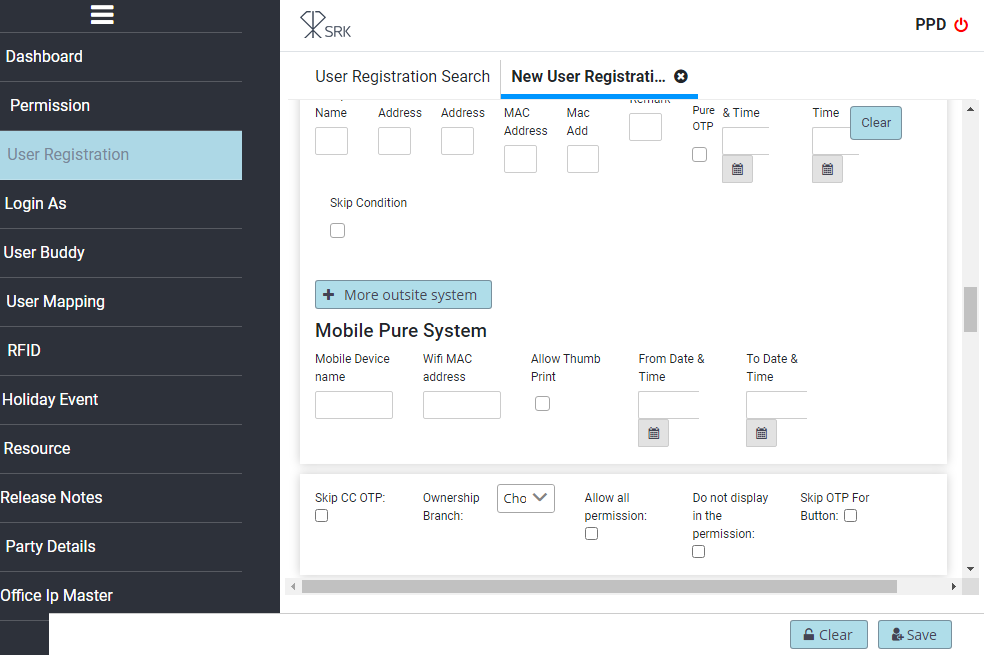 PPD
SRK
Dashboard
Permission
User Registration
Login As
User Buddy
User Mapping
RFID
Holiday Event
Resource
Release Notes
Party Details
Office Ip Master
User Registration Search
New User Registrati...
Name
Address
Address
MAC
Address
Mac
Add
Remark
Pure
OTP
& Time
Time
Clear
Skip Condition
More outsite system
Mobile Pure System
Mobile Device
name
Wifi MAC
address
Allow Thumb
Print
From Date &
Time
To Date &
Time
Skip CC OTP:
Ownership
Branch:
Cho
Allow all
permission:
Do not display
in the
permission:
Skip OTP For
Button:
Clear
Save